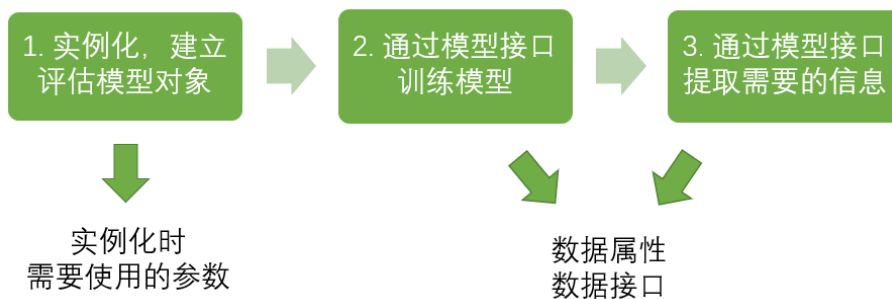 1. 实例化，建立
评估模型对象
2. 通过模型接口
训练模型
3. 通过模型接口
提取需要的信息
实例化时
需要使用的参数
数据属性
数据接口